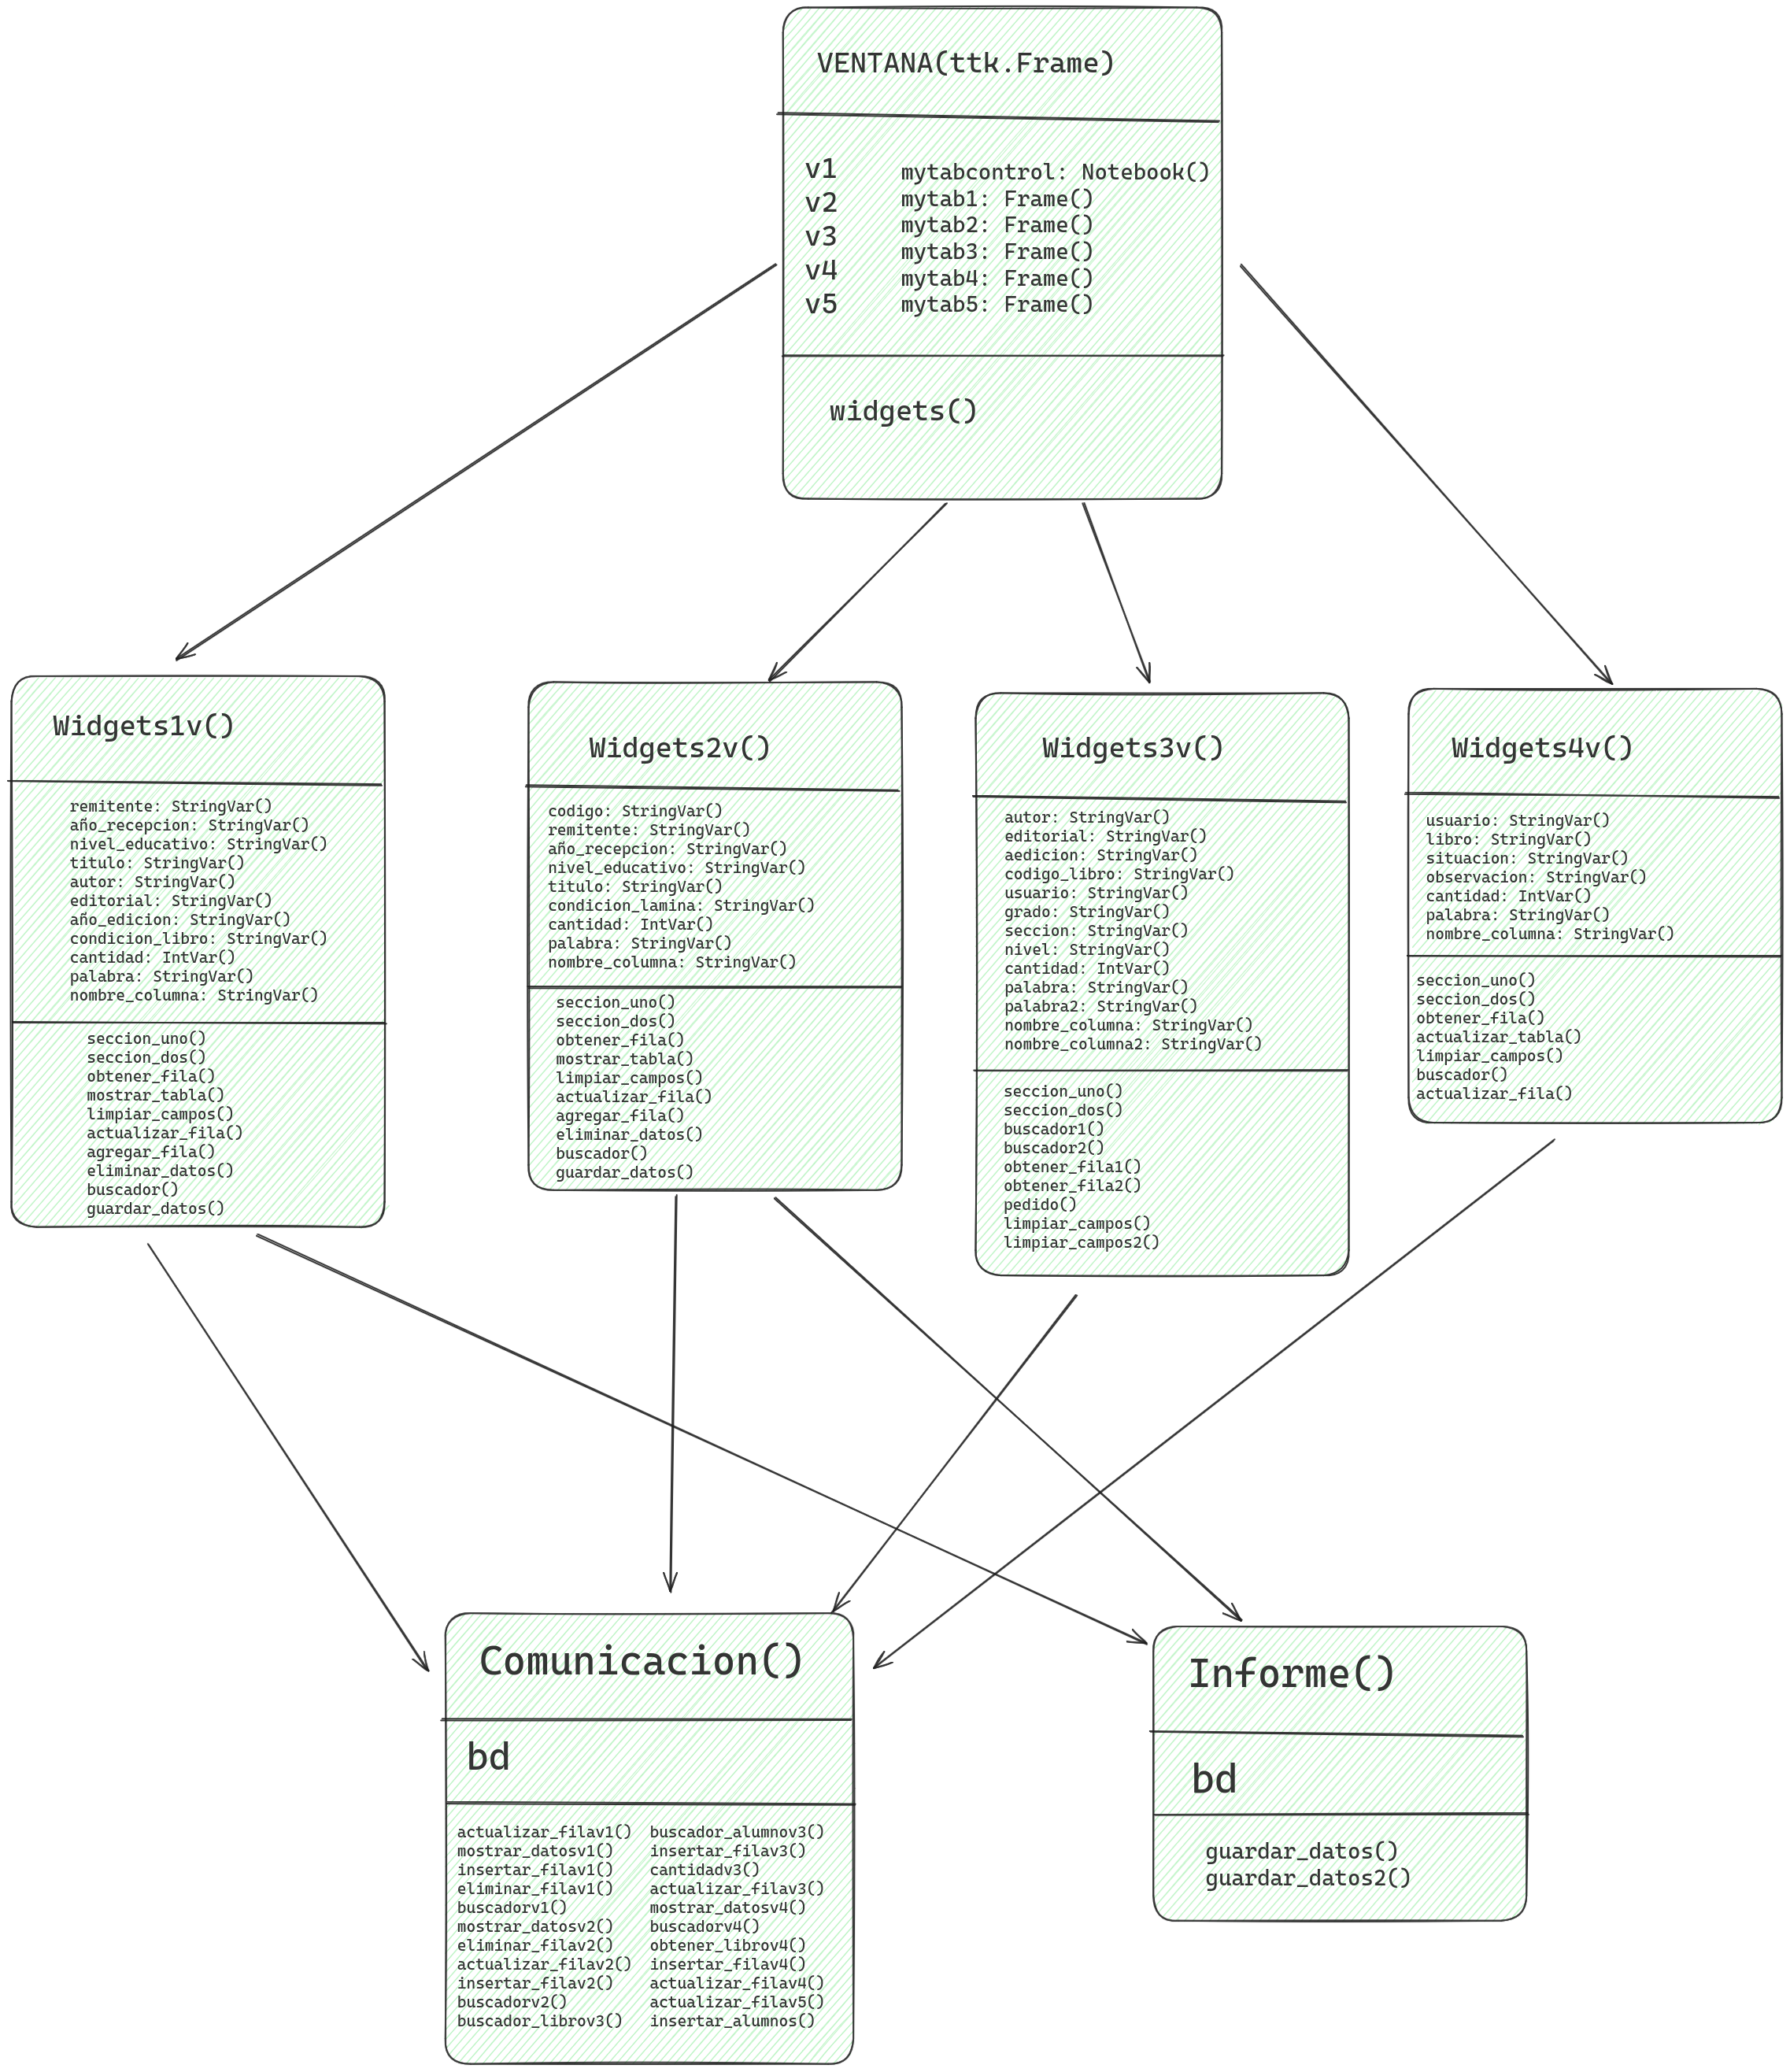 VENTANA(ttk.Frame)
v1
v2
v3
v4
v5
mytabcontrol: Notebook()
mytab1: Frame()
mytab2: Frame()
mytab3: Frame()
mytab4: Frame()
mytab5: Frame()
widgets()
Widgets1v()
remitente: StringVar()
año_recepcion: StringVar()
nivel_educativo: StringVar()
titulo: StringVar()
autor: StringVar()
editorial: StringVar()
año_edicion: StringVar()
condicion_libro: StringVar()
cantidad: IntVar()
palabra: StringVar()
nombre_columna: StringVar()
seccion_uno()
seccion_dos()
obtener_fila()
mostrar_tabla()
limpiar_campos()
actualizar_fila()
agregar_fila()
eliminar_datos()
buscador()
guardar_datos()
Widgets2v()
codigo: StringVar()
remitente: StringVar()
año_recepcion: StringVar()
nivel_educativo: StringVar()
titulo: StringVar()
condicion_lamina: StringVar()
cantidad: IntVar()
palabra: StringVar()
nombre_columna: StringVar()
seccion_uno()
seccion_dos()
obtener_fila()
mostrar_tabla()
limpiar_campos()
actualizar_fila()
agregar_fila()
eliminar_datos()
buscador()
guardar_datos()
Widgets3v()
autor: StringVar()
editorial: StringVar()
aedicion: StringVar()
codigo_libro: StringVar()
usuario: StringVar()
grado: StringVar()
seccion: StringVar()
nivel: StringVar()
cantidad: IntVar()
palabra: StringVar()
palabra2: StringVar()
nombre_columna: StringVar()
nombre_columna2: StringVar()
seccion_uno()
seccion_dos()
buscador1()
buscador2()
obtener_fila1()
obtener_fila2()
pedido()
limpiar_campos()
limpiar_campos2()
Widgets4v()
usuario: StringVar()
libro: StringVar()
situacion: StringVar()
observacion: StringVar()
cantidad: IntVar()
palabra: StringVar()
nombre_columna: StringVar()
seccion_uno()
seccion_dos()
obtener_fila()
actualizar_tabla()
limpiar_campos()
buscador()
actualizar_fila()
Comunicacion()
bd
actualizar_filav1()
mostrar_datosv1()
insertar_filav1()
eliminar_filav1()
buscadorv1()
mostrar_datosv2()
eliminar_filav2()
actualizar_filav2()
insertar_filav2()
buscadorv2()
buscador_librov3()
buscador_alumnov3()
insertar_filav3()
cantidadv3()
actualizar_filav3()
mostrar_datosv4()
buscadorv4()
obtener_librov4()
insertar_filav4()
actualizar_filav4()
actualizar_filav5()
insertar_alumnos()
Informe()
bd
guardar_datos()
guardar_datos2()